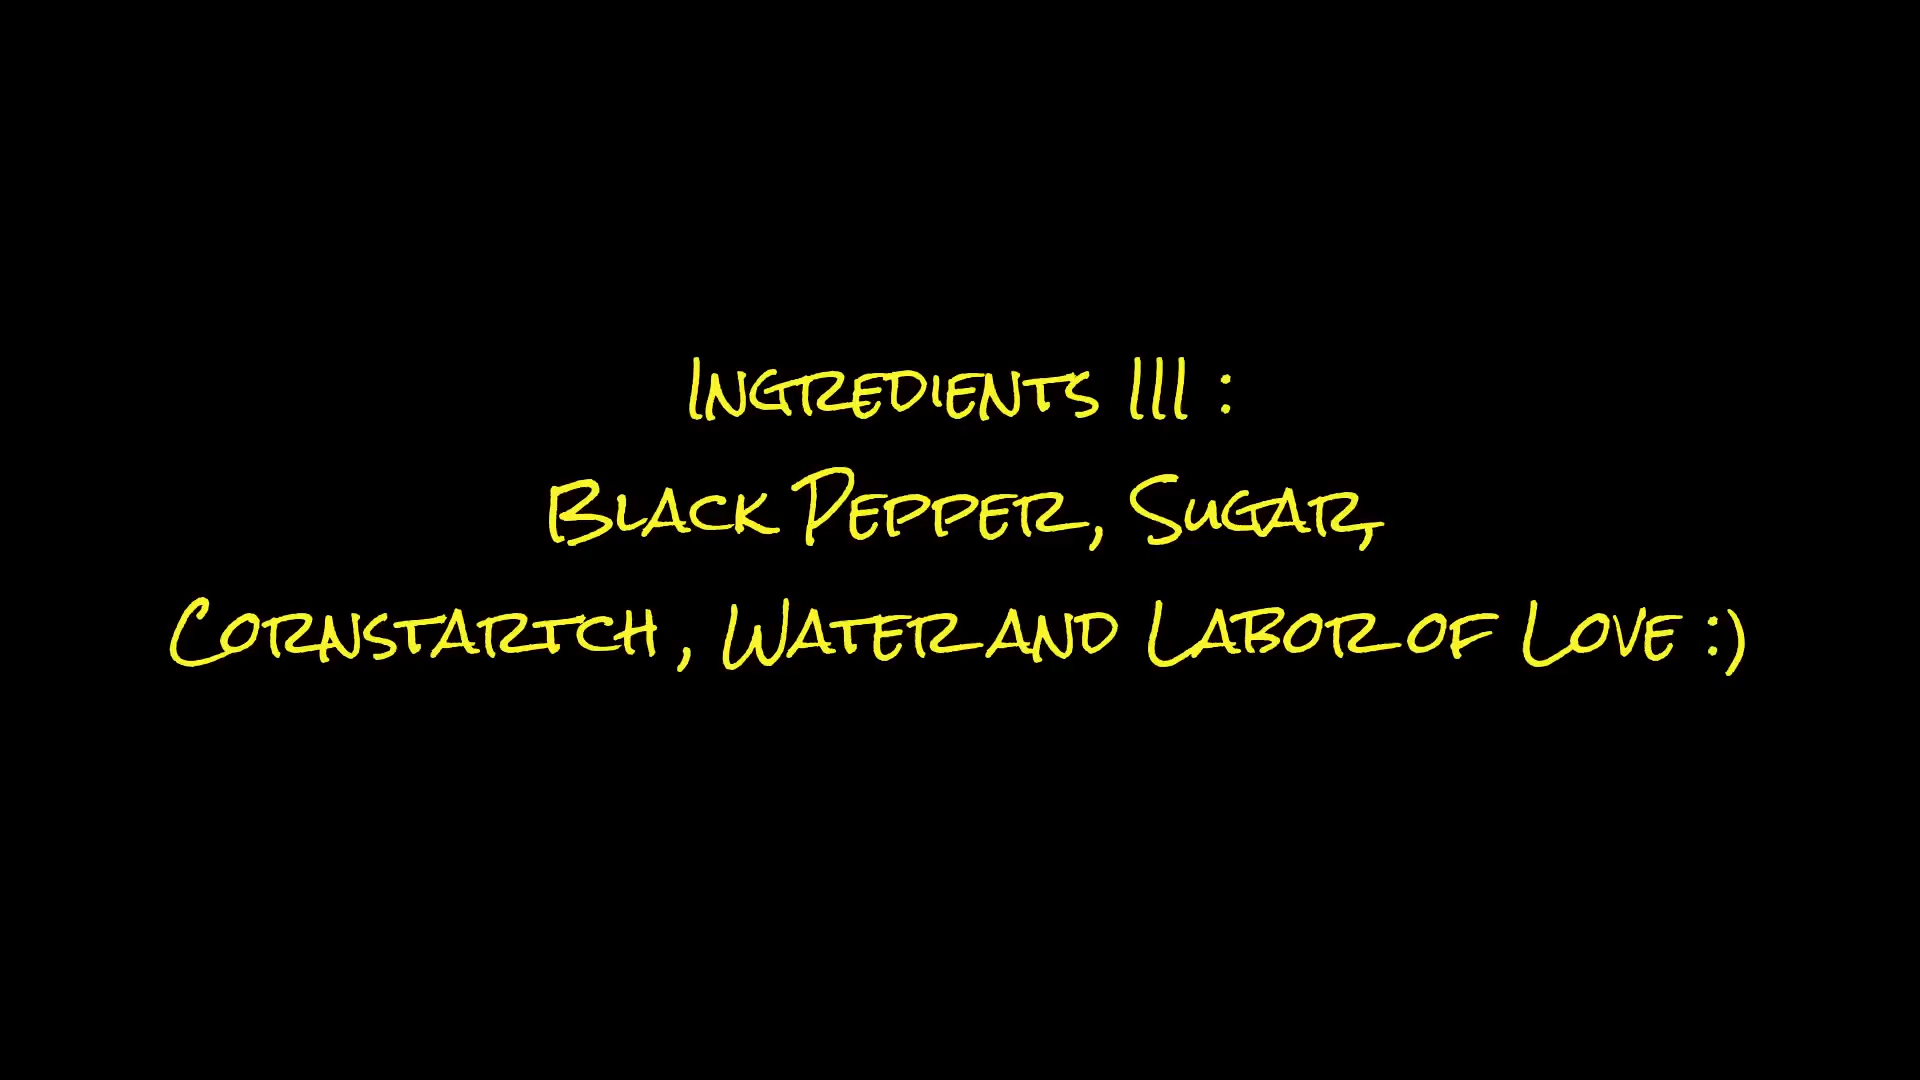 Ingredients III :
Black Pepper, Sugar,
Cornstartch , Water and Labor of Love :)